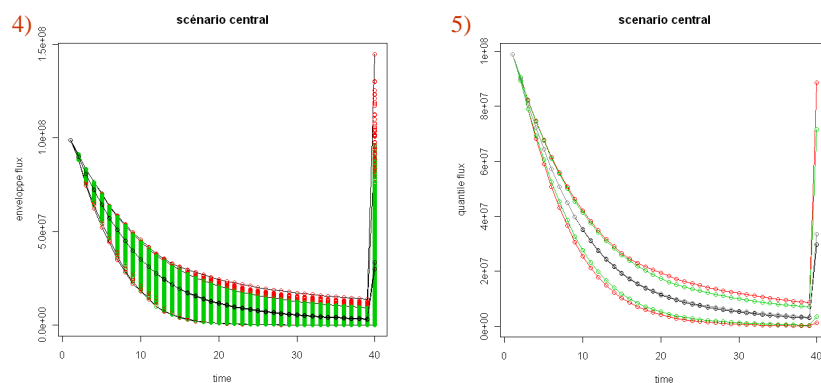 4)
scénario central
enveloppe flux
0.0e+00 5.0e+07 1.0e+08 1.5e+08
0 10 20 30 40
time
5)
scenario central
quantile flux
0e+00 2e+07 4e+07 6e+07 8e+07 1e+08
0 10 20 30 40
time